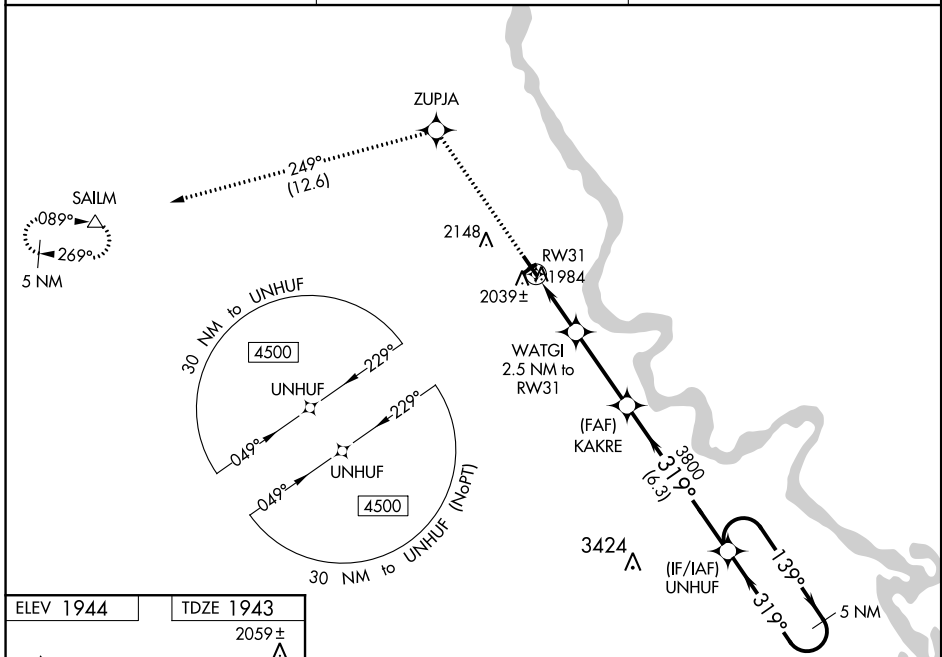 ZUPJA
249°
(12.6)
SAILM
089°
269°
5 NM
2148
RW31
1984
2039±
30 NM to UNHUF
4500
229°
UNHUF
049°
WATGI
2.5 NM to
RW31
229°
UNHUF
049°
4500
30 NM to UNHUF (NoPT)
(FAF)
KAKRE
3800
319°
(6.3)
3424
(IF/IAF)
UNHUF
139°
319°
5 NM
ELEV 1944
TDZE 1943
2059±